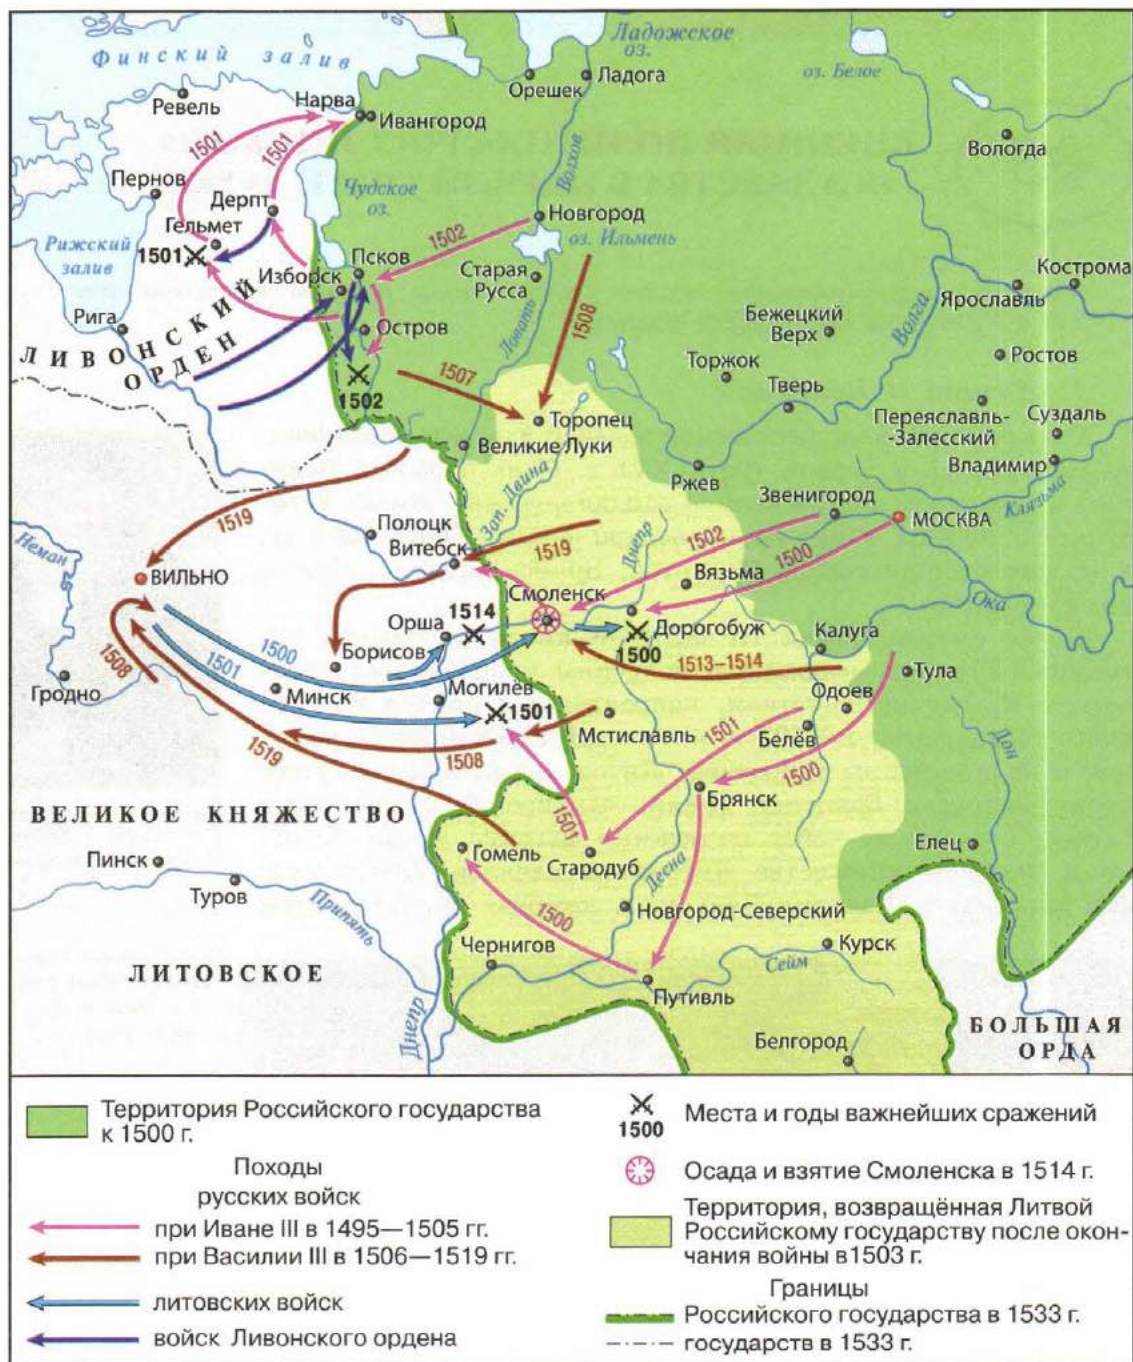 Финский залив
Ладожское
оз.
Орешек
Ладога
оз. Белое
Ревель
Нарва
Ивангород
1501
1501
Волхов
Вологда
Пернов
Дерпт
Чудское
оз.
Гельмет
Новгород
1502
оз. Ильмень
Рижский
залив
1501
Изборск
Псков
Старая
Русса
Кострома
Ярославль
Рига
Остров
Ловать
1508
Бежецкий
Верх
Волга
Ростов
ЛИВОНСКИЙ
ОРДЕН
1502
1507
Торжок
Тверь
Торопец
Переяславль-
-Залесский
Суздаль
Великие Луки
Владимир
Ржев
Зап. Двина
Звенигород
Клязьма
МОСКВА
1519
Полоцк
Витебск
1519
Днепр
1502
1500
Неман
ВИЛЬНО
Смоленск
Вязьма
Ока
Орша
1514
Дорогобуж
Калуга
1500
1508
1500
1501
Борисов
1513–1514
Тула
Гродно
Минск
Могилёв
1501
Одоев
Мстиславль
1501
Белёв
Дон
1519
1508
1500
Брянск
ВЕЛИКОЕ КНЯЖЕСТВО
1501
Гомель
Стародуб
Десна
Елец
Пинск
Туров
Припять
1500
Новгород-Северский
Чернигов
Курск
Сейм
ЛИТОВСКОЕ
Путивль
Днепр
Белгород
БОЛЬШАЯ
ОРДА
Территория Российского государства
к 1500 г.
Походы
русских войск
при Иване III в 1495—1505 гг.
при Василии III в 1506—1519 гг.
литовских войск
войск Ливонского ордена
1500
Места и годы важнейших сражений
Осада и взятие Смоленска в 1514 г.
Территория, возвращённая Литвой
Российскому государству после окон-
чания войны в1503 г.
Границы
Российского государства в 1533 г.
государств в 1533 г.